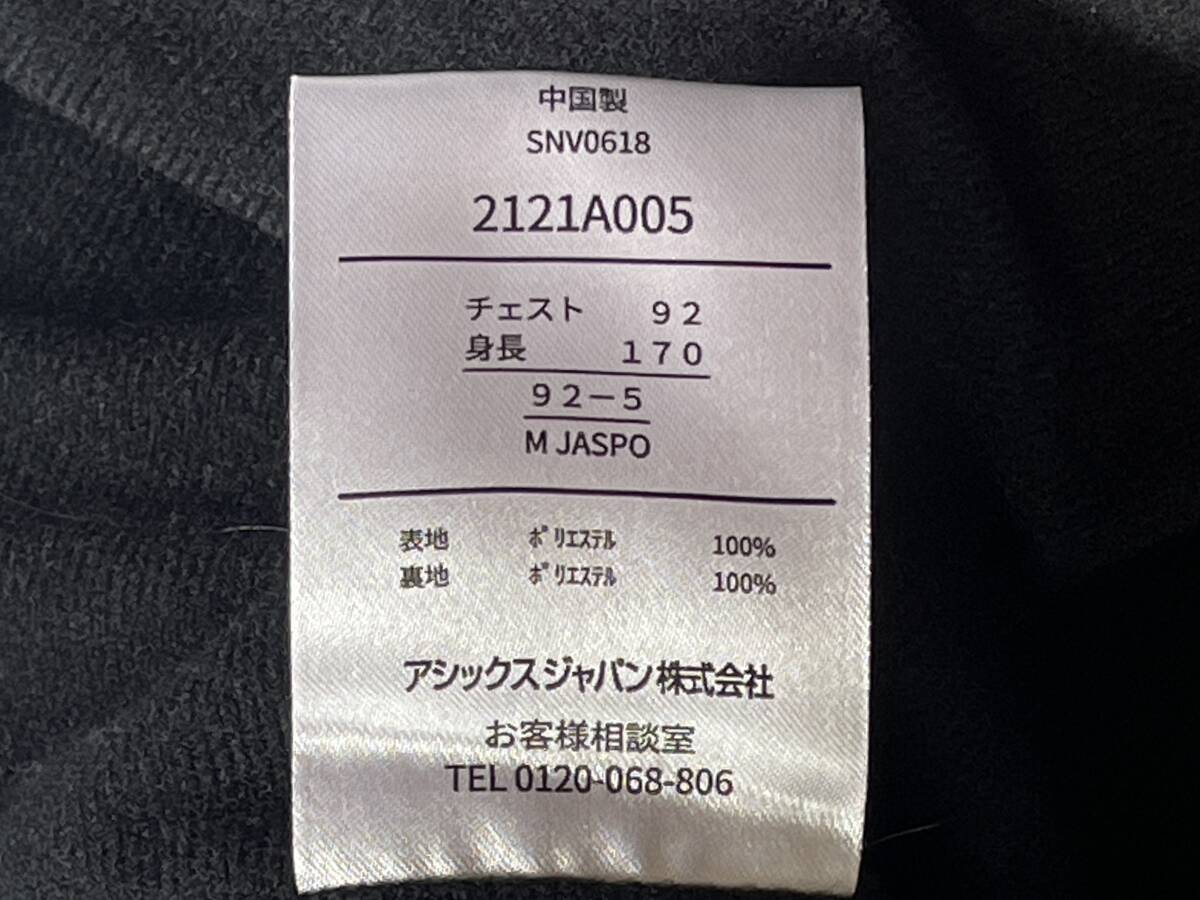 中国製
SNV0618
2121A005
チェスト 92
身長 170
92-5
M JASPO
表地 ポリエステル 100%
裏地 ポリエステル 100%
アシックスジャパン株式会社
お客様相談室
TEL 0120-068-806